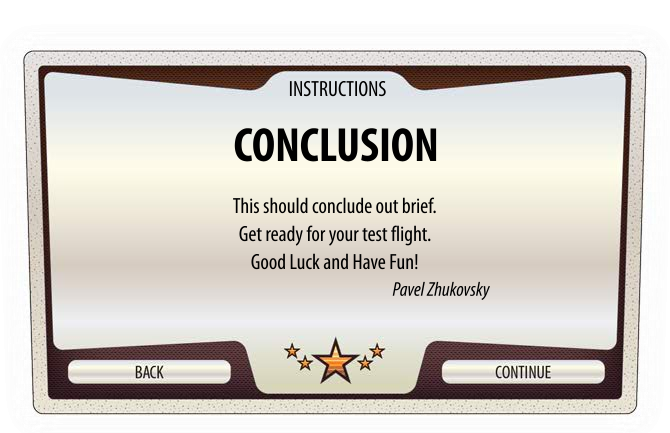 INSTRUCTIONS
CONCLUSION
This should conclude out brief.
Get ready for your test flight.
Good Luck and Have Fun!
Pavel Zhukovsky
BACK
CONTINUE